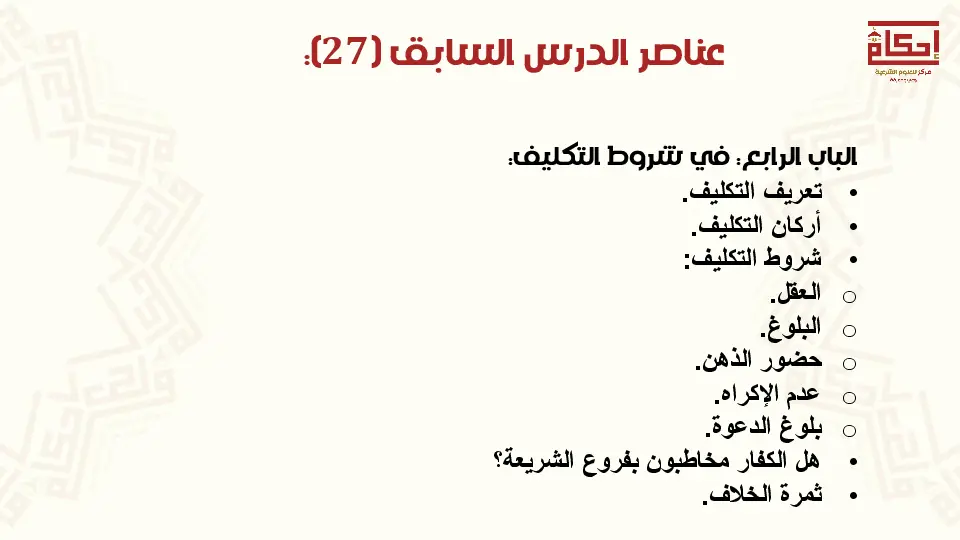 إحكام
مركز للعلوم الشرعية
عناصر الدرس السابق (27):
الباب الرابع: في شروط التكليف:
• تعريف التكليف.
• أركان التكليف.
• شروط التكليف:
o العقل.
o البلوغ.
o حضور الذهن.
o عدم الإكراه.
o بلوغ الدعوة.
• هل الكفار مخاطبون بفروع الشريعة؟
• ثمرة الخلاف.